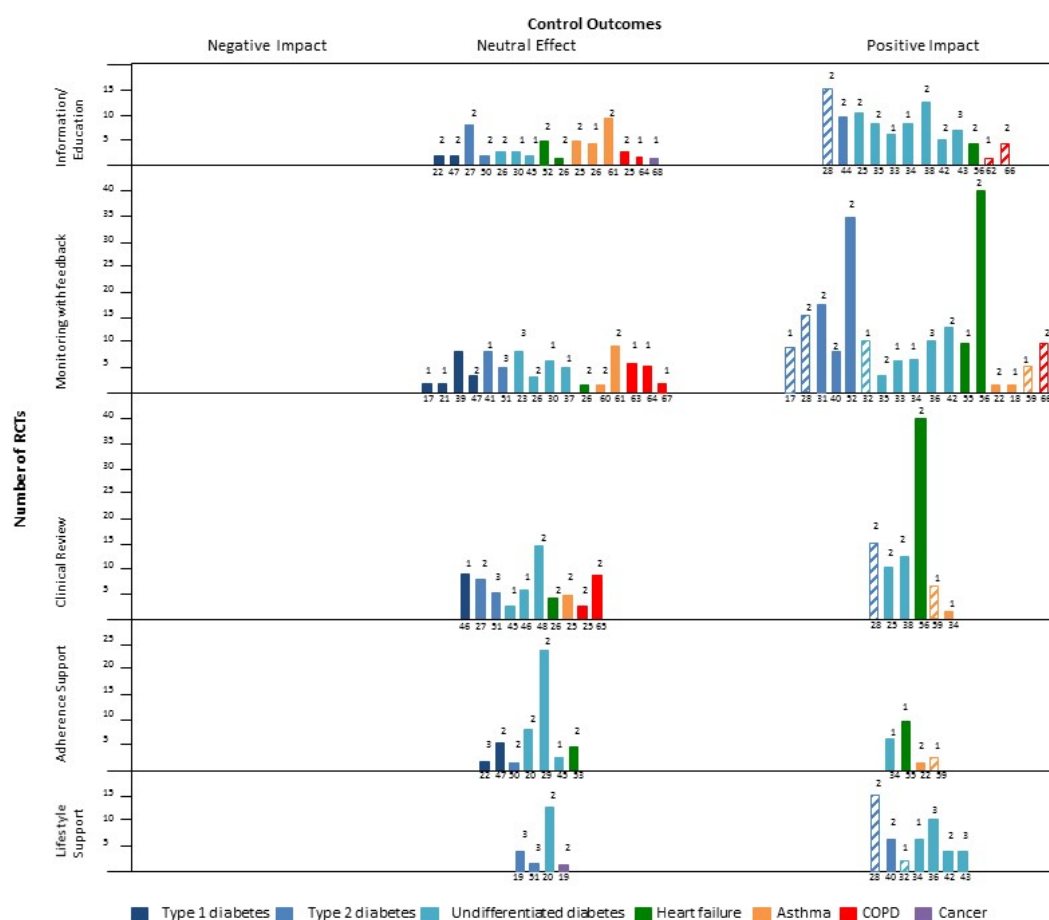 Control Outcomes
Negative Impact Neutral Effect Positive Impact
Number of RCTs
Information/
Education
15
10
5
2 2 2 2 2 1 1 2 2 2 1 2 2 1 1
22 47 27 50 26 30 45 52 26 25 26 61 25 64 68
2 2 2 2 1 1 2 2 3 2 1 2
28 44 25 35 33 34 38 42 43 56 62 66
Monitoring with feedback
40
35
30
25
20
15
10
5
1 1 2 1 3 3 2 1 1 2 2 2 1 2 1
17 21 39 47 41 51 23 26 30 37 26 60 61 63 64 67
1 2 2 2 2 1 2 1 1 3 2 1 2 2 1 1 2
17 28 31 40 52 32 35 33 34 36 42 55 56 22 18 59 66
Clinical Review
40
35
30
25
20
15
10
5
1 2 3 1 1 2 2 2 2 2
46 27 51 45 46 48 26 25 25 65
2 2 2 2 1 1
28 25 38 56 59 34
Adherence Support
25
20
15
10
5
3 2 2 2 2 1 2
22 47 50 20 29 45 53
1 1 2 1
34 55 22 59
Lifestyle
Support
15
10
5
3 3 2 2
19 51 20 19
2 2 1 1 3 2 3
28 40 32 34 36 42 43
Type 1 diabetes Type 2 diabetes Undifferentiated diabetes Heart failure Asthma COPD Cancer